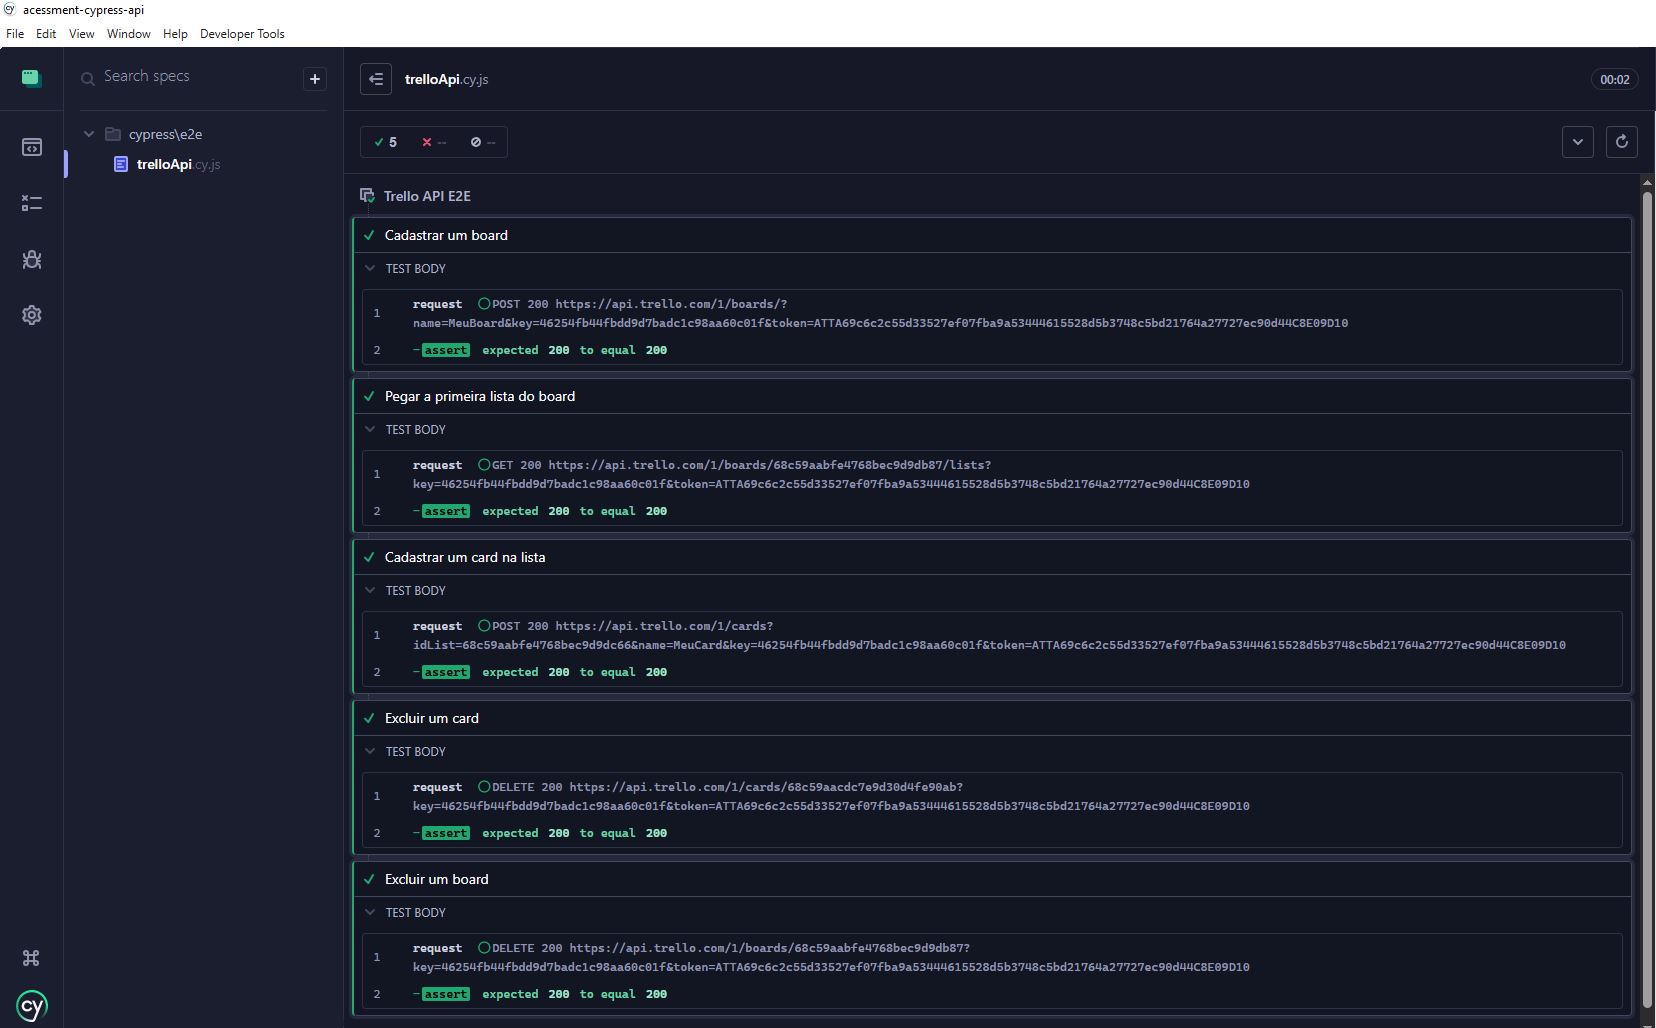 acessment-cypress-api
File Edit View Window Help Developer Tools
Search specs
+
cypress\e2e
trelloApi.cy.js
trelloApi.cy.js
00:02
5 -- --
Trello API E2E
Cadastrar um board
TEST BODY
1 request POST 200 https://api.trello.com/1/boards/?
name=MeuBoard&key=46254fb44fbdd9d7badc1c98aa60c01f&token=ATTA69c6c2c55d33527ef07fba9a53444615528d5b3748c5bd21764a27727ec90d44C8E09D10
2 -assert expected 200 to equal 200
Pegar a primeira lista do board
TEST BODY
1 request GET 200 https://api.trello.com/1/boards/68c59aabfe4768bec9d9db87/lists?
key=46254fb44fbdd9d7badc1c98aa60c01f&token=ATTA69c6c2c55d33527ef07fba9a53444615528d5b3748c5bd21764a27727ec90d44C8E09D10
2 -assert expected 200 to equal 200
Cadastrar um card na lista
TEST BODY
1 request POST 200 https://api.trello.com/1/cards?
idList=68c59aabfe4768bec9d9dc66&name=MeuCard&key=46254fb44fbdd9d7badc1c98aa60c01f&token=ATTA69c6c2c55d33527ef07fba9a53444615528d5b3748c5bd21764a27727ec90d44C8E09D10
2 -assert expected 200 to equal 200
Excluir um card
TEST BODY
1 request DELETE 200 https://api.trello.com/1/cards/68c59aacdc7e9d30d4fe90ab?
key=46254fb44fbdd9d7badc1c98aa60c01f&token=ATTA69c6c2c55d33527ef07fba9a53444615528d5b3748c5bd21764a27727ec90d44C8E09D10
2 -assert expected 200 to equal 200
Excluir um board
TEST BODY
1 request DELETE 200 https://api.trello.com/1/boards/68c59aabfe4768bec9d9db87?
key=46254fb44fbdd9d7badc1c98aa60c01f&token=ATTA69c6c2c55d33527ef07fba9a53444615528d5b3748c5bd21764a27727ec90d44C8E09D10
2 -assert expected 200 to equal 200
cy